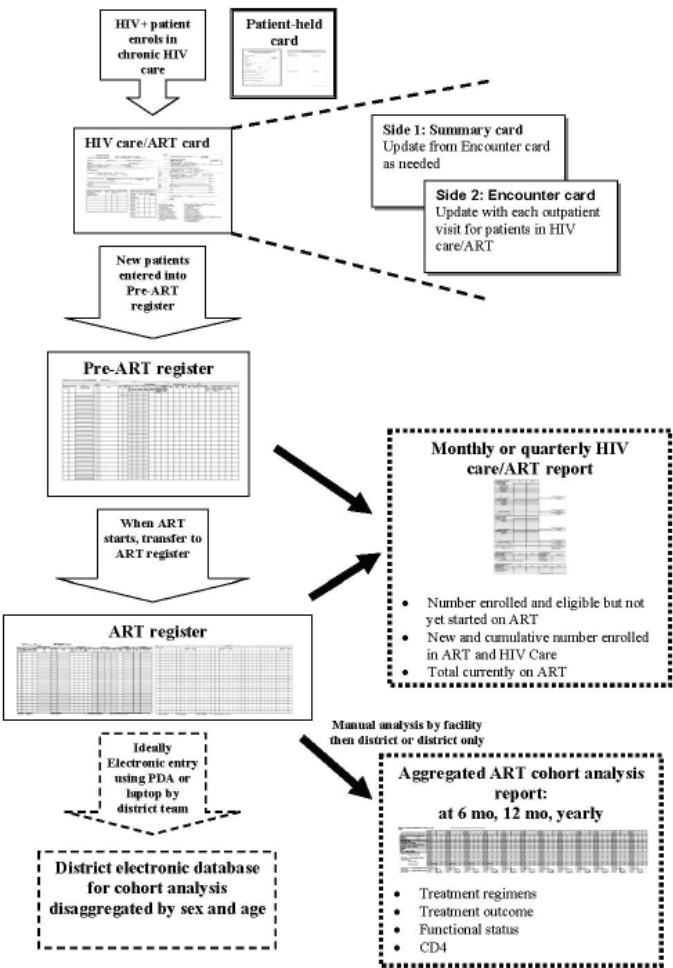 HIV+ patient
enrols in
chronic HIV
care
Patient-held
card
HIV care/ART card
Side 1: Summary card
Update from Encounter card
as needed
Side 2: Encounter card
Update with each outpatient
visit for patients in HIV
care/ART
New patients
entered into
Pre-ART
register
Pre-ART register
Monthly or quarterly HIV
care/ART report
• Number enrolled and eligible but not
yet started on ART
• New and cumulative number enrolled
in ART and HIV Care
• Total currently on ART
When ART
starts, transfer to
ART register
ART register
Manual analysis by facility
then district or district only
Ideally
Electronic entry
using PDA or
laptop by
district team
Aggregated ART cohort analysis
report:
at 6 mo, 12 mo, yearly
• Treatment regimens
• Treatment outcome
• Functional status
• CD4
District electronic database
for cohort analysis
disaggregated by sex and age